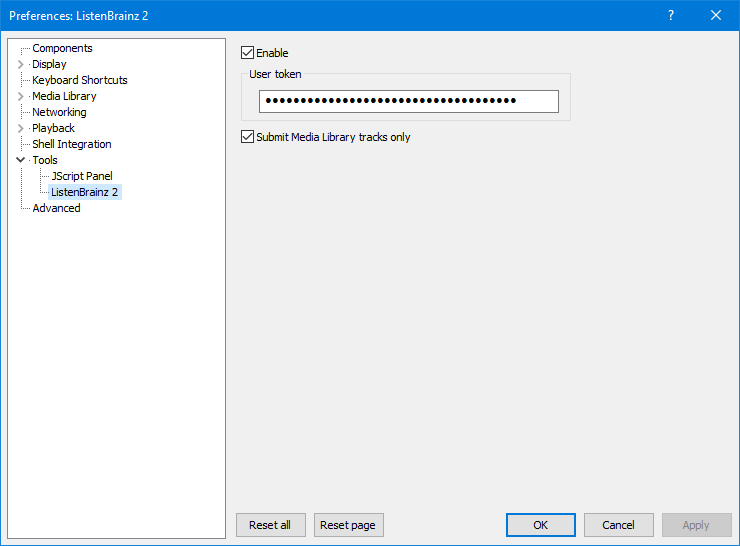 Preferences: ListenBrainz 2
?
Components
Display
Keyboard Shortcuts
Media Library
Networking
Playback
Shell Integration
Tools
JScript Panel
ListenBrainz 2
Advanced
Enable
User token
••••••••••••••••••••••••••••••••••••
Submit Media Library tracks only
Reset all
Reset page
OK
Cancel
Apply